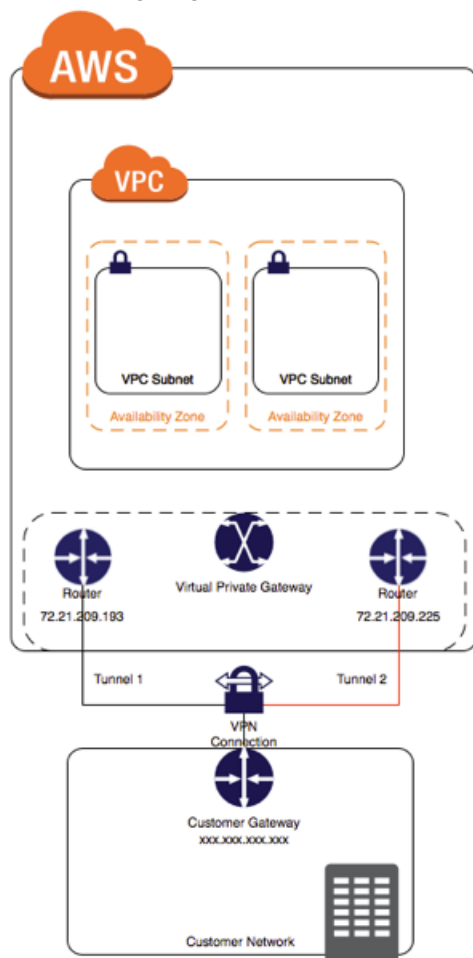 AWS
VPC
VPC Subnet
VPC Subnet
Availability Zone
Availability Zone
Router
Virtual Private Gateway
Router
72.21.209.193
72.21.209.225
Tunnel 1
Tunnel 2
VPN
Connection
Customer Gateway
xxx.xxx.xxx.xxx
Customer Network